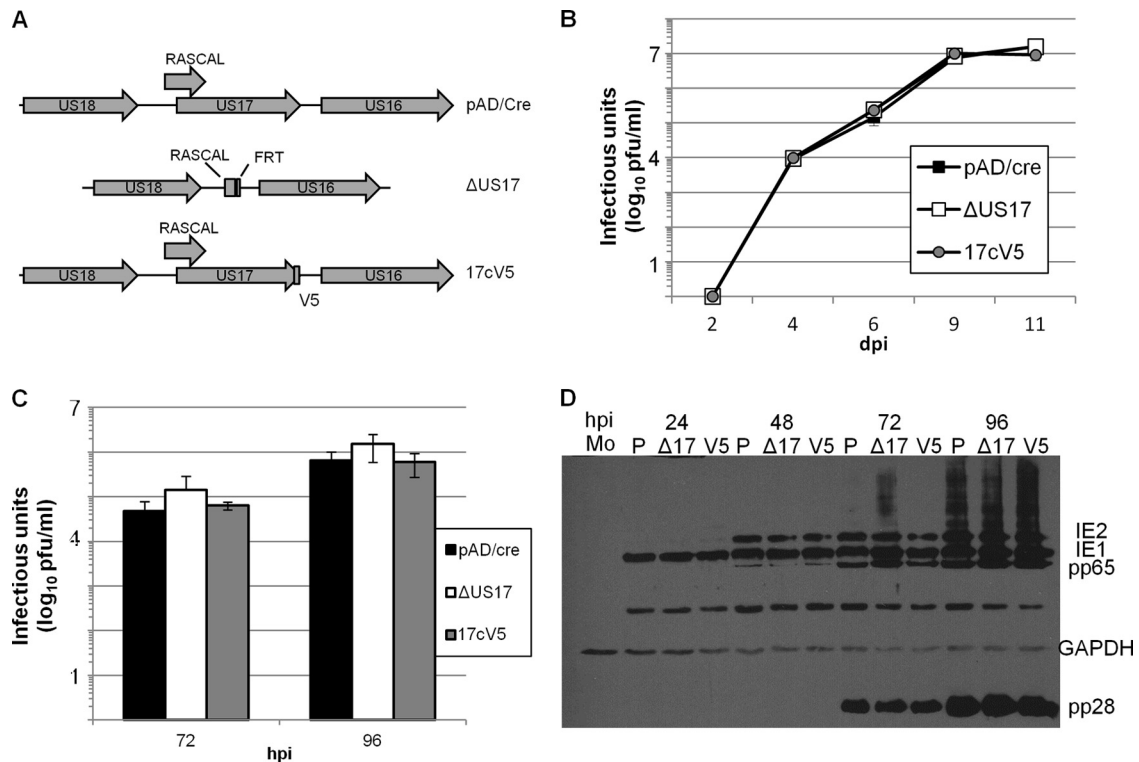 A
RASCAL
US18 US17 US16 pAD/Cre
RASCAL FRT
US18 US16 ΔUS17
RASCAL
US18 US17 US16 17cV5
V5
B
Infectious units
(log10 pfu/ml)
7
4
1
2 4 6 9 11
dpi
pAD/cre
ΔUS17
17cV5
C
Infectious units
(log10 pfu/ml)
7
4
1
72 96
hpi
pAD/cre
ΔUS17
17cV5
D
hpi 24 48 72 96
Mo P Δ17 V5 P Δ17 V5 P Δ17 V5 P Δ17 V5
IE2
IE1
pp65
GAPDH
pp28